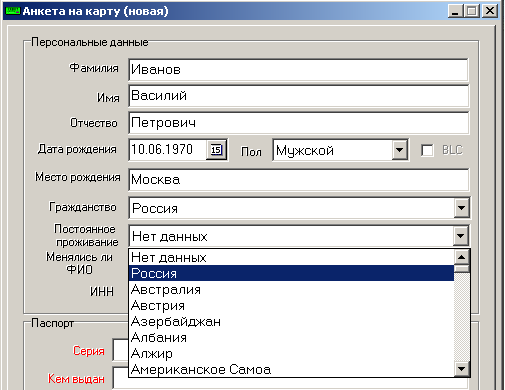 Анкета на карту (новая)
Персональные данные
Фамилия Иванов
Имя Василий
Отчество Петрович
Дата рождения 10.06.1970 15 Пол Мужской BLC
Место рождения Москва
Гражданство Россия
Постоянное
проживание Нет данных
Менялись ли
ФИО
ИНН
Нет данных
Россия
Австралия
Австрия
Азербайджан
Албания
Алжир
Американское Самоа
Паспорт
Серия
Кем выдан